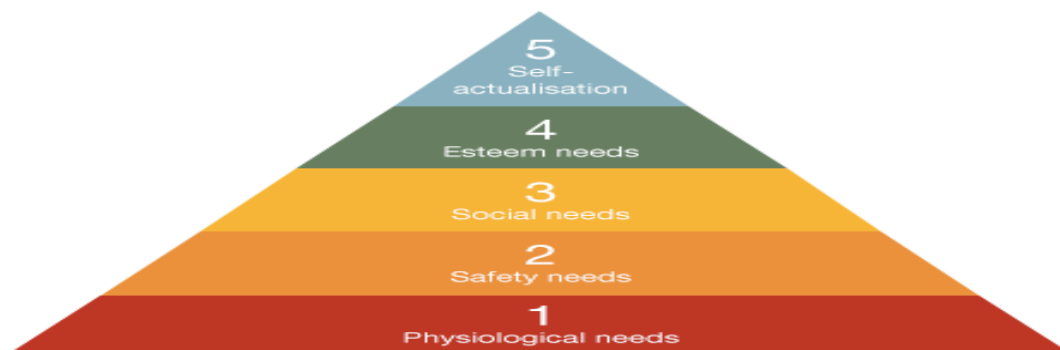 5
Self-
actualisation
4
Esteem needs
3
Social needs
2
Safety needs
1
Physiological needs